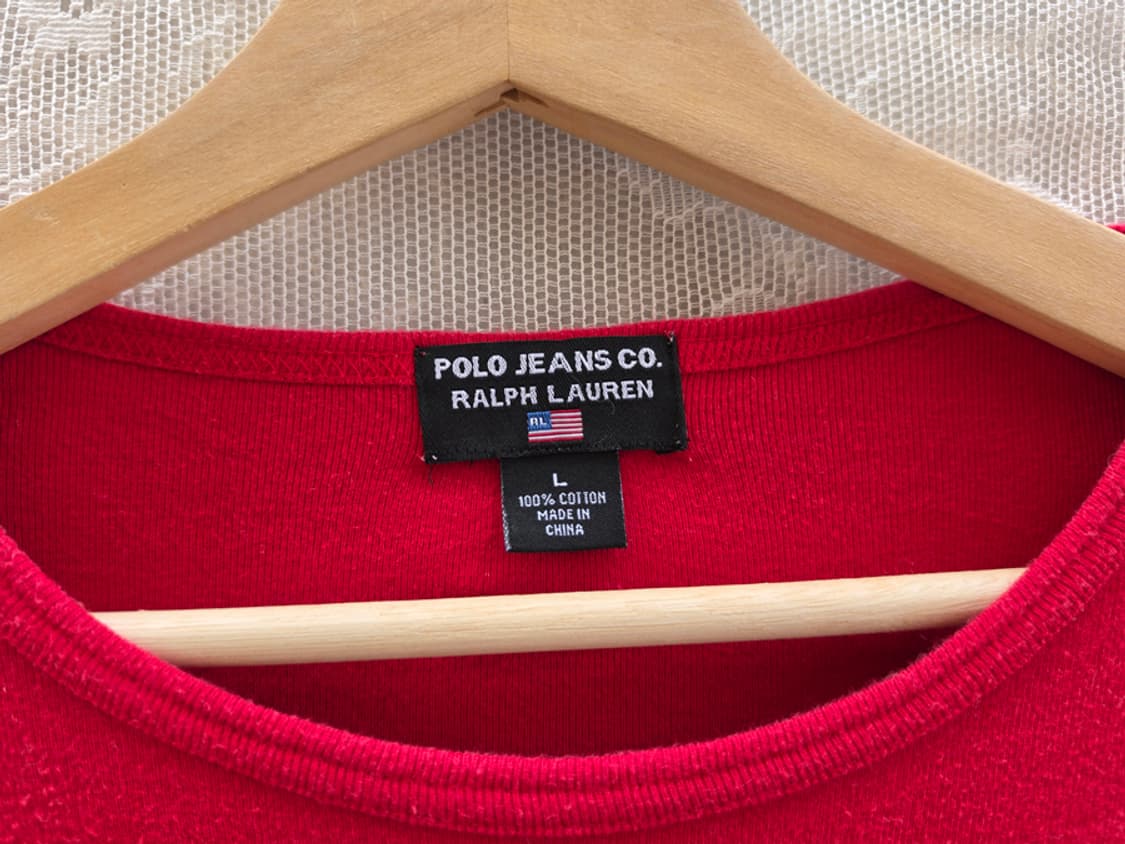 POLO JEANS CO.
RALPH LAUREN
RL
L
100% COTTON
MADE IN
CHINA